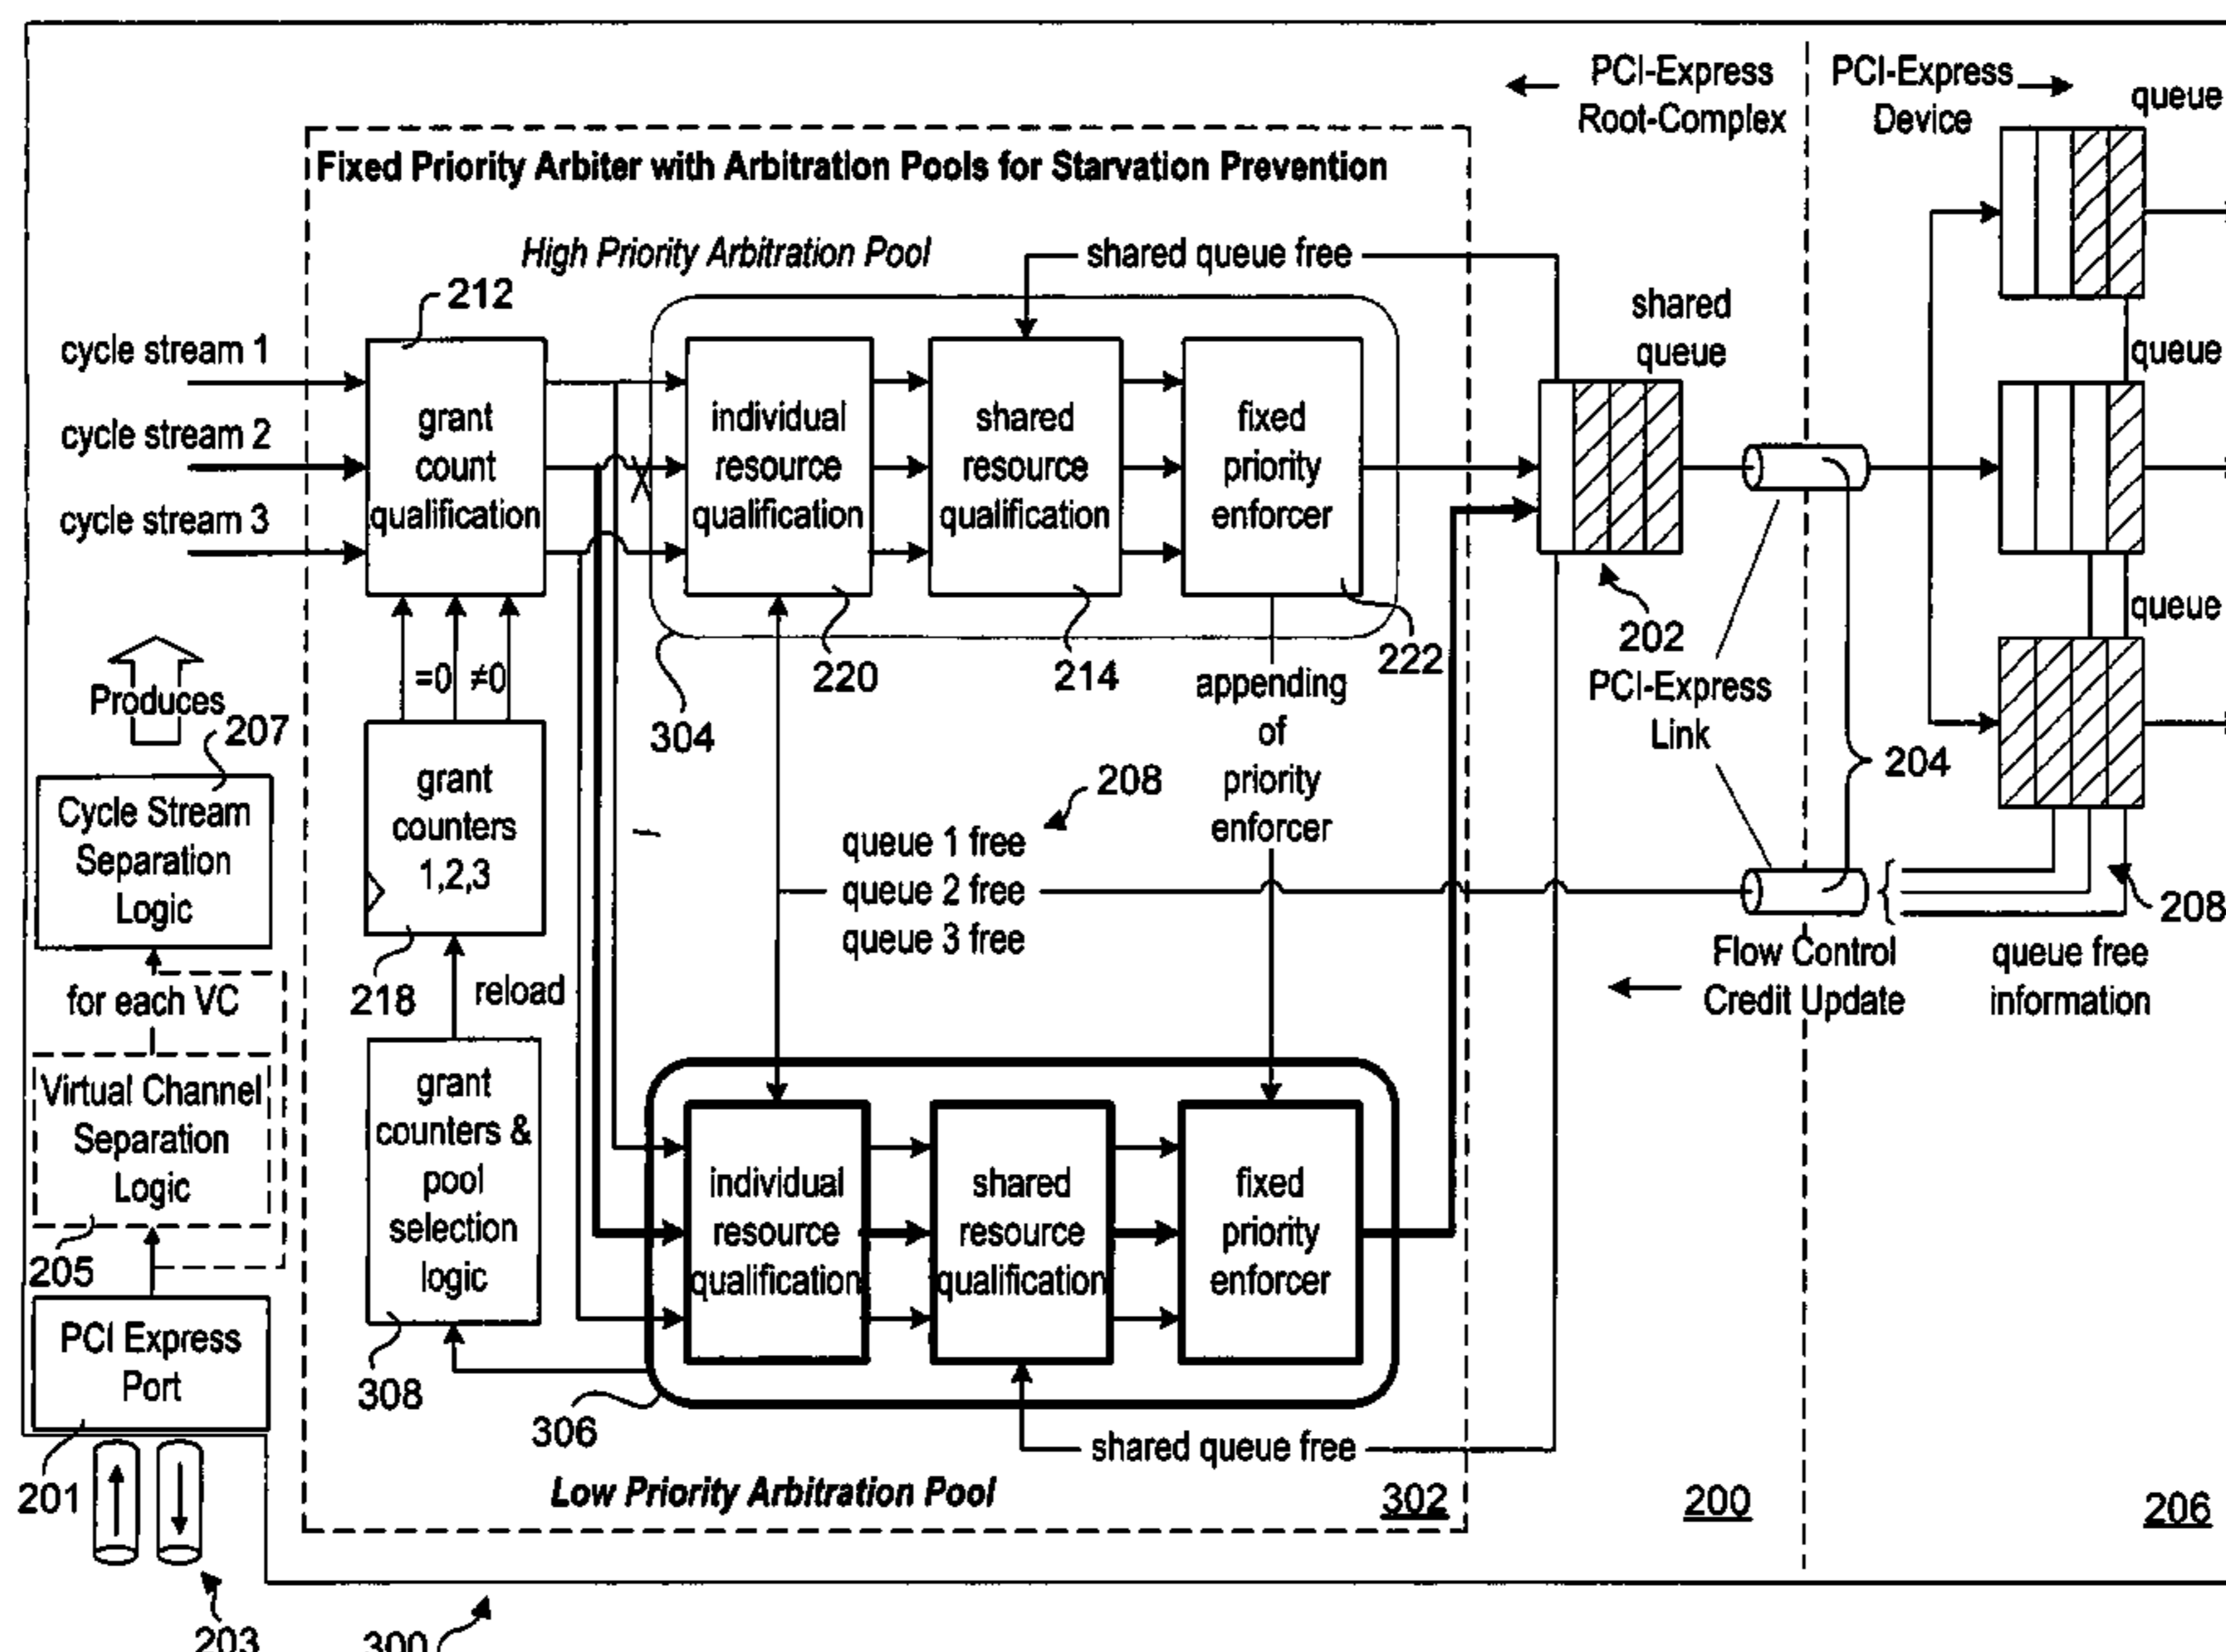 PCI-Express
Root-Complex
PCI-Express
Device
queue
Fixed Priority Arbiter with Arbitration Pools for Starvation Prevention
High Priority Arbitration Pool
shared queue free
212
shared
queue
cycle stream 1
cycle stream 2
cycle stream 3
grant
count
qualification
individual
resource
qualification
shared
resource
qualification
fixed
priority
enforcer
queue
queue
202
=0 ≠0
220
214
222
304
appending
of
priority
enforcer
PCI-Express
Link
204
Produces
207
Cycle Stream
Separation
Logic
grant
counters
1,2,3
208
queue 1 free
queue 2 free
queue 3 free
208
218
reload
Flow Control
Credit Update
queue free
information
for each VC
Virtual Channel
Separation
Logic
205
grant
counters &
pool
selection
logic
individual
resource
qualification
shared
resource
qualification
fixed
priority
enforcer
PCI Express
Port
308
306
shared queue free
201
Low Priority Arbitration Pool
302
200
206
203
300